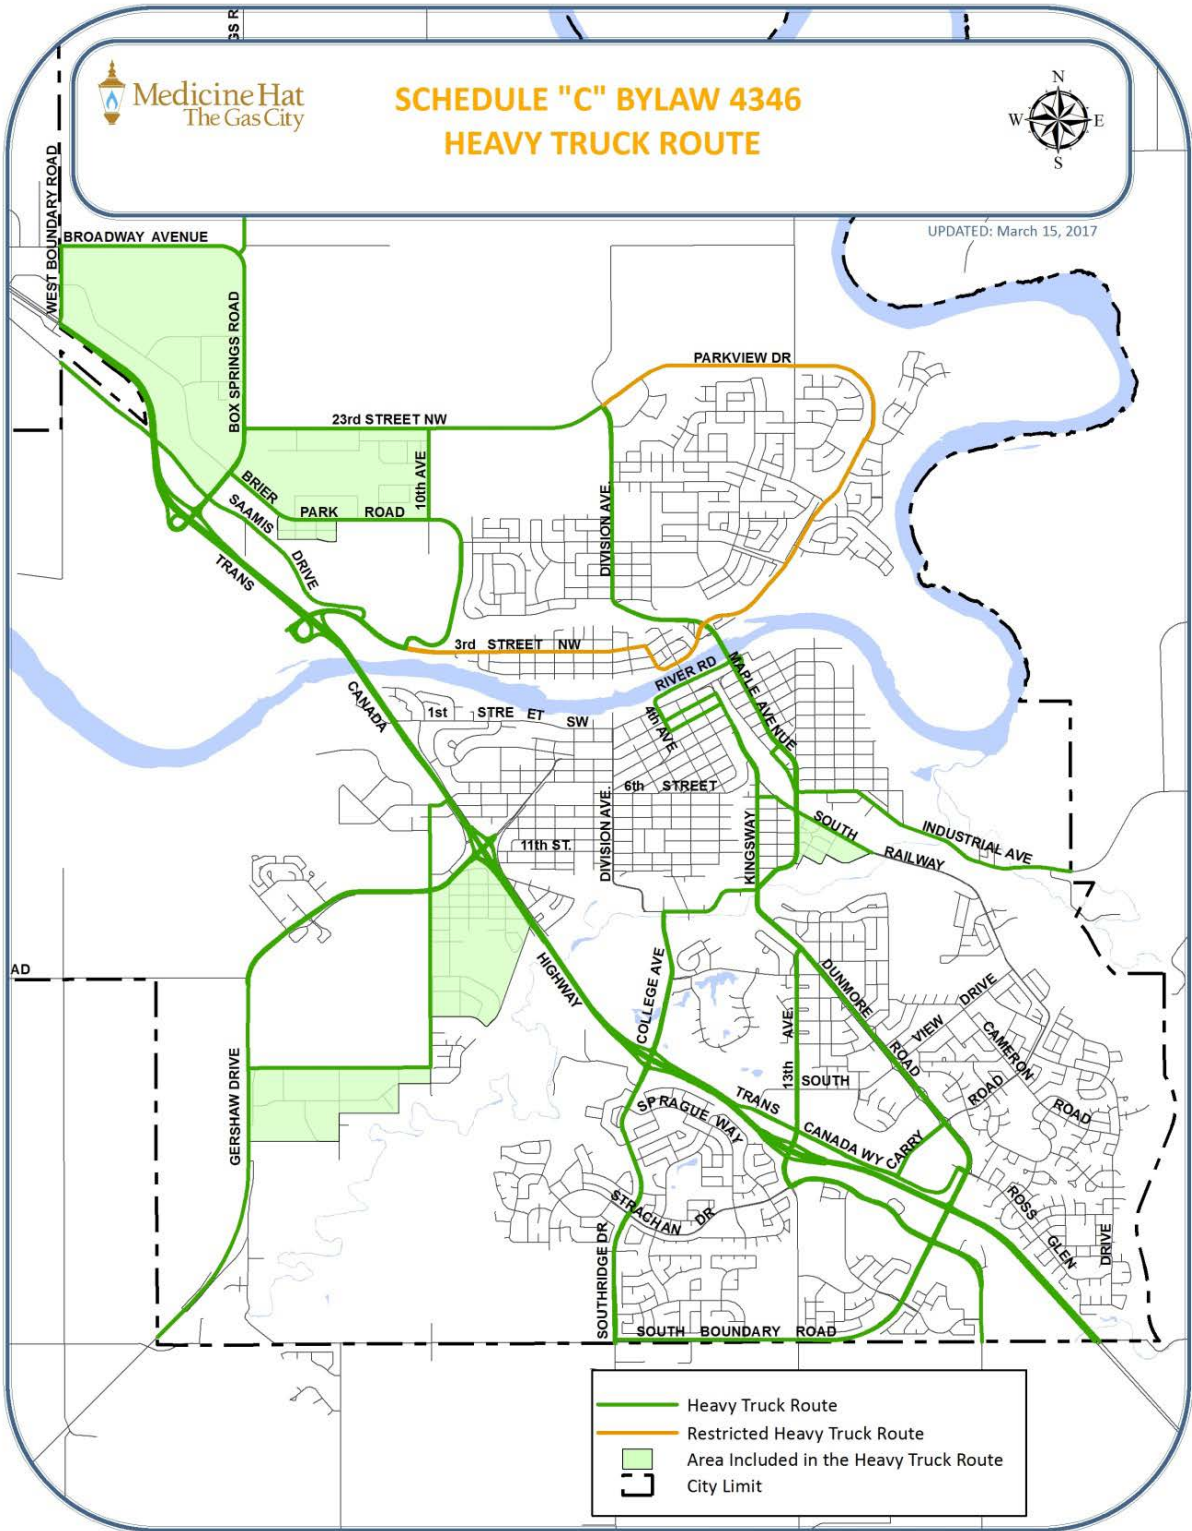 GS R
Medicine Hat
The Gas City
SCHEDULE "C" BYLAW 4346
HEAVY TRUCK ROUTE
N
W
E
S
UPDATED: March 15, 2017
WEST BOUNDARY ROAD
BROADWAY AVENUE
BOX SPRINGS ROAD
PARKVIEW DR
23rd STREET NW
10th AVE
BRIER
PARK ROAD
SAAMIS
DRIVE
TRANS
DIVISION AVE.
3rd STREET NW
RIVER RD
MAPLE AVENUE
CANADA
1st STRE ET SW
4th AVE
6th STREET
DIVISION AVE.
11th ST.
KINGSWAY
SOUTH
RAILWAY
INDUSTRIAL AVE
AD
HIGHWAY
COLLEGE AVE
DUNMORE
ROAD
VIEW
DRIVE
CAMERON
ROAD
ROAD
13th AVE.
SOUTH
GERSHAW DRIVE
SPRAGUE WAY
TRANS
CANADA WY
CARRY
STRACHAN DR
ROSS
GLEN
DRIVE
SOUTHRIDGE DR
SOUTH BOUNDARY ROAD
Heavy Truck Route
Restricted Heavy Truck Route
Area Included in the Heavy Truck Route
City Limit